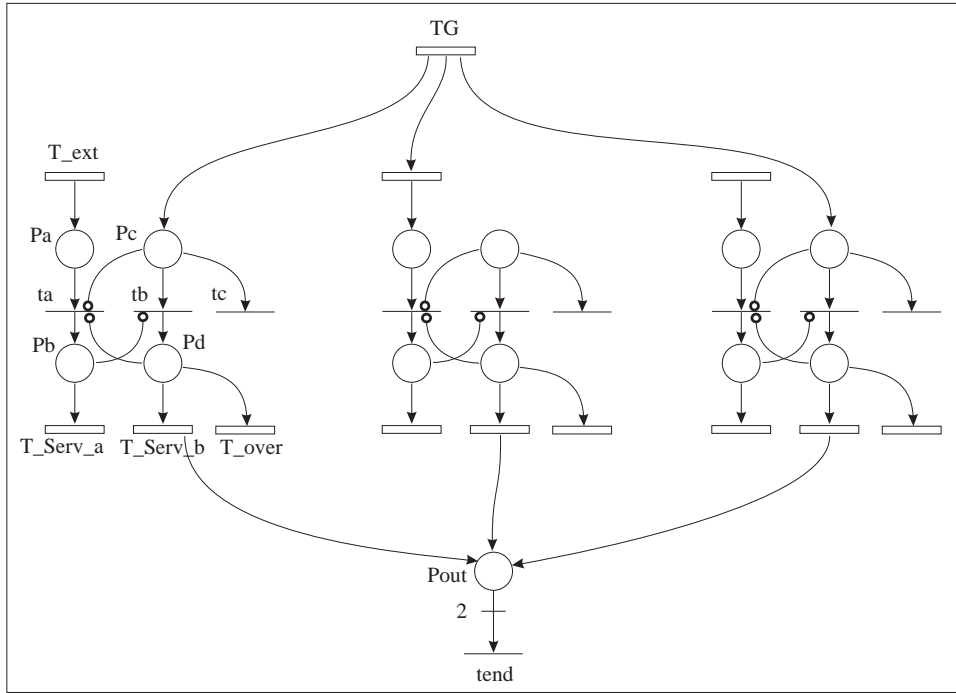 TG
T_ext
Pa
Pc
ta
tb
tc
Pb
Pd
T_Serv_a
T_Serv_b
T_over
Pout
2
tend